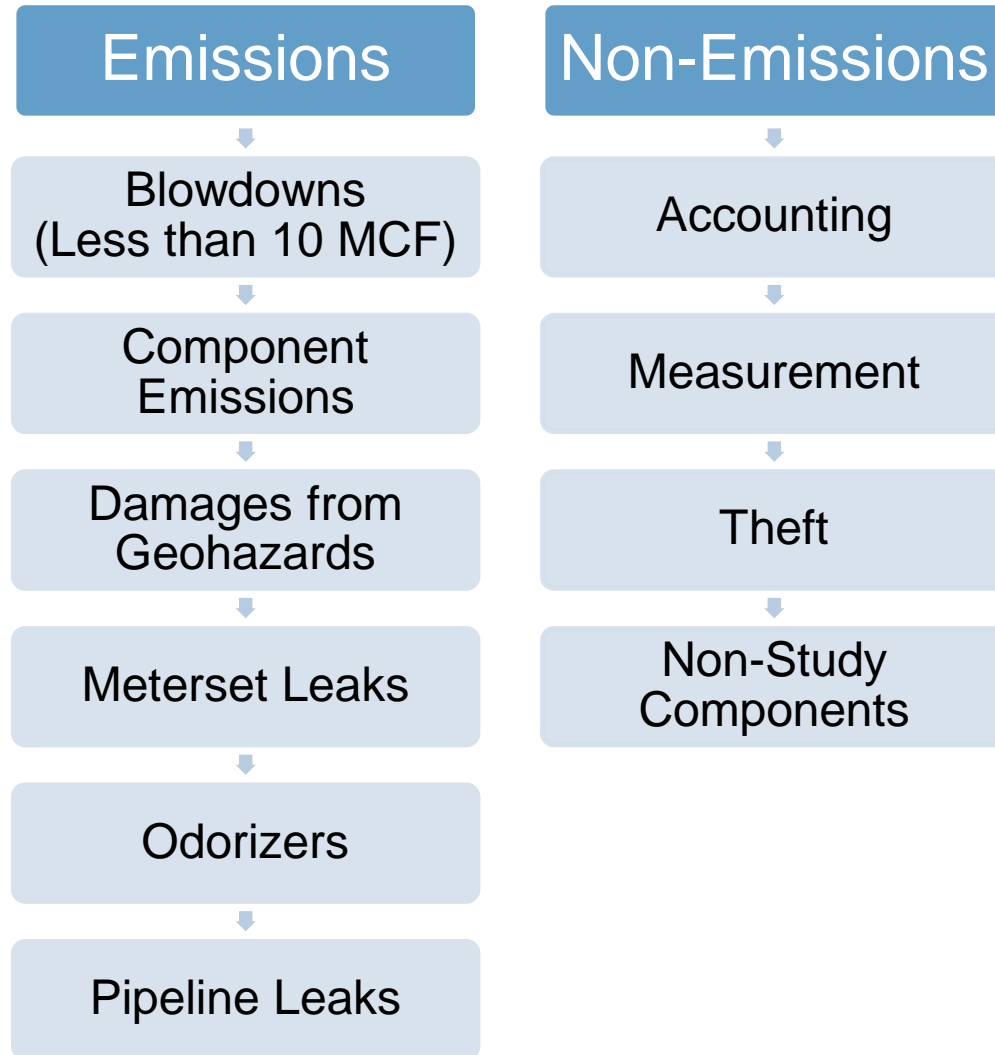 Emissions
Blowdowns
(Less than 10 MCF)
Component
Emissions
Damages from
Geohazards
Meterset Leaks
Odorizers
Pipeline Leaks
Non-Emissions
Accounting
Measurement
Theft
Non-Study
Components